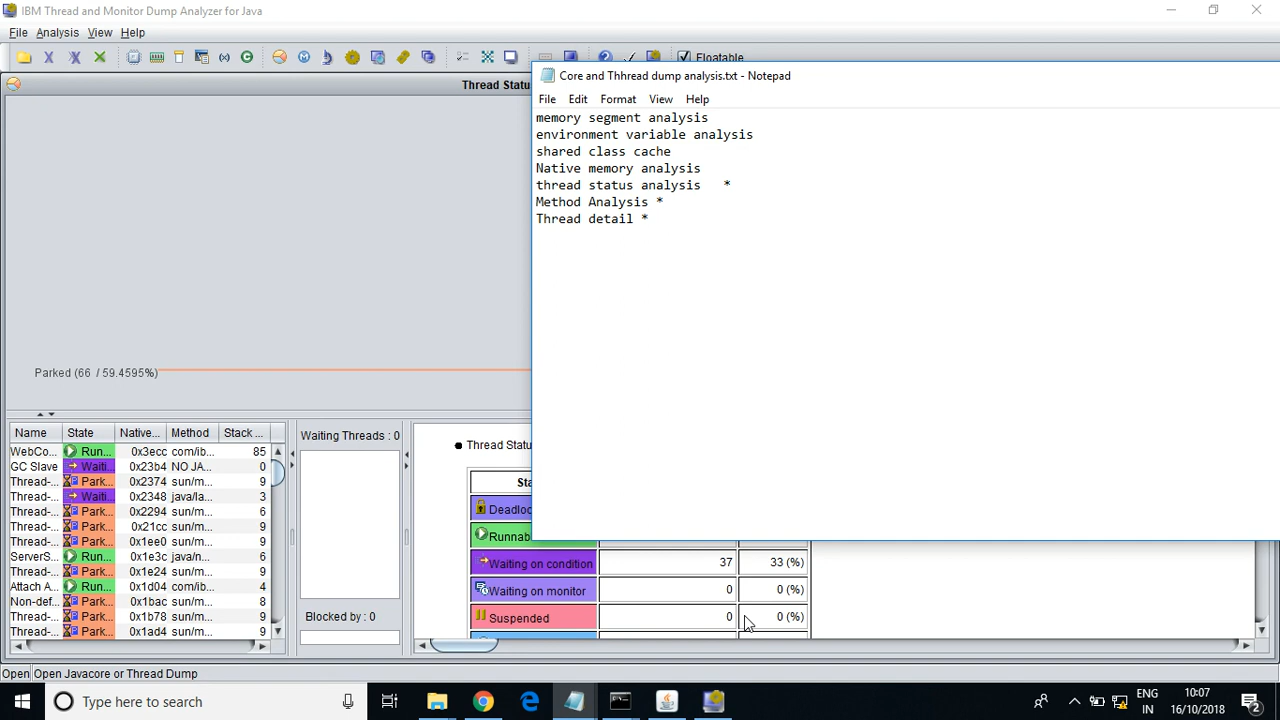 IBM Thread and Monitor Dump Analyzer for Java
File Analysis View Help
Floatable
Thread Statu
Core and Thhread dump analysis.txt - Notepad
File Edit Format View Help
memory segment analysis
environment variable analysis
shared class cache
Native memory analysis
thread status analysis *
Method Analysis *
Thread detail *
Parked (66 / 59.4595%)
Name State Native... Method Stack ...
WebCo... Run... 0x3ecc com/ib... 85
GC Slave Waiti... 0x23b4 NO JA... 0
Thread-... Park... 0x2374 sun/m... 9
Thread-... Waiti... 0x2348 java/la... 3
Thread-... Park... 0x2294 sun/m... 6
Thread-... Park... 0x21cc sun/m... 9
Thread-... Park... 0x1ee0 sun/m... 9
ServerS... Run... 0x1e3c java/n... 6
Thread-... Park... 0x1e24 sun/m... 9
Attach A... Run... 0x1d04 com/ib... 4
Non-def... Park... 0x1bac sun/m... 8
Thread-... Park... 0x1b78 sun/m... 9
Thread-... Park... 0x1ad4 sun/m... 9
Waiting Threads : 0
Blocked by : 0
Thread Statu
Sta
Deadloc
Runnab
Waiting on condition 37 33 (%)
Waiting on monitor 0 0 (%)
Suspended 0 0 (%)
Open Open Javacore or Thread Dump
Type here to search
ENG
IN
10:07
16/10/2018
2